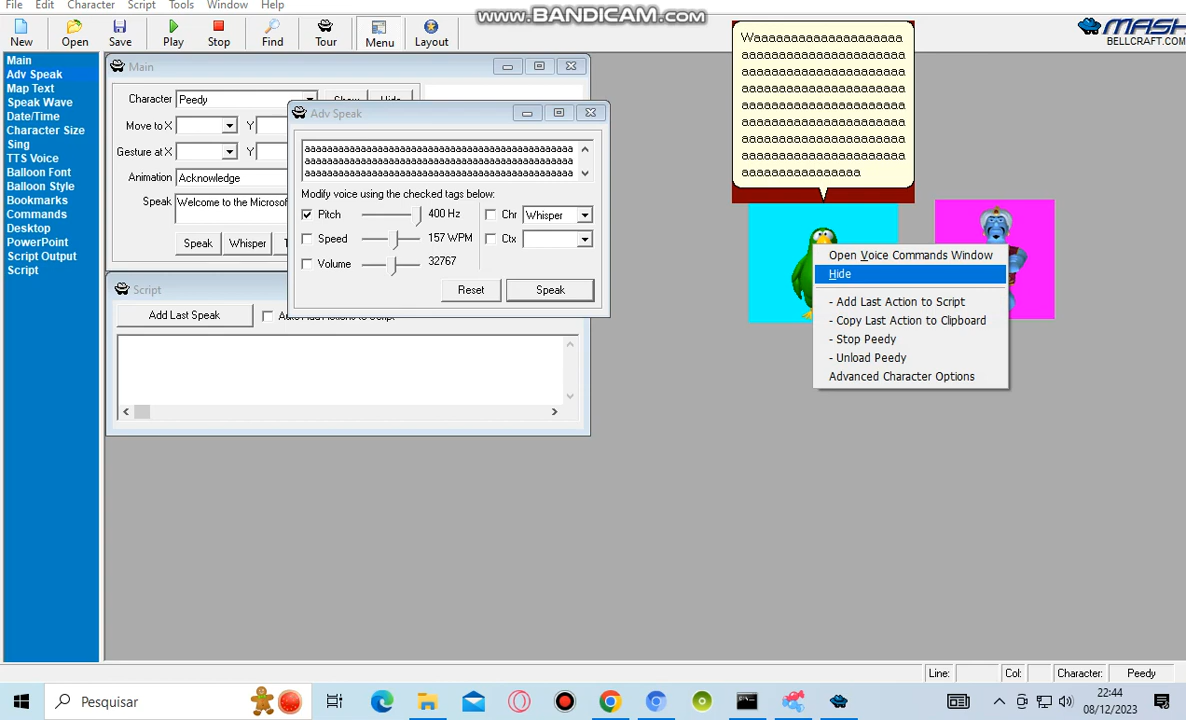 File Edit Character Script Tools Window Help
www.BANDICAM.com
New Open Save Play Stop Find Tour Menu Layout
MASH
BELLCRAFT.COM
Main
Adv Speak
Map Text
Speak Wave
Date/Time
Character Size
Sing
TTS Voice
Balloon Font
Balloon Style
Bookmarks
Commands
Desktop
PowerPoint
Script Output
Script
Main
Character Peedy
Move to X Y
Gesture at X Y
Animation Acknowledge
Speak Welcome to the Microsof
Speak Whisper
Adv Speak
aaaaaaaaaaaaaaaaaaaaaaaaaaaaaaaaaaaaaaaaaaaaaa
aaaaaaaaaaaaaaaaaaaaaaaaaaaaaaaaaaaaaaaaaaaaaa
aaaaaaaaaaaaaaaaaaaaaaaaaaaaaaaaaaaaaaaaaaaaaa
Modify voice using the checked tags below:
Pitch 400 Hz Chr Whisper
Speed 157 WPM Ctx
Volume 32767
Reset Speak
Script
Add Last Speak
Waaaaaaaaaaaaaaaaaaaa
aaaaaaaaaaaaaaaaaaaaa
aaaaaaaaaaaaaaaaaaaaa
aaaaaaaaaaaaaaaaaaaaa
aaaaaaaaaaaaaaaaaaaaa
aaaaaaaaaaaaaaaaaaaaa
aaaaaaaaaaaaaaaaaaaaa
aaaaaaaaaaaaaaaaaaaaa
aaaaaaaaaaaaaaa
Open Voice Commands Window
Hide
- Add Last Action to Script
- Copy Last Action to Clipboard
- Stop Peedy
- Unload Peedy
Advanced Character Options
Line: Col: Character: Peedy
Pesquisar
22:44
08/12/2023